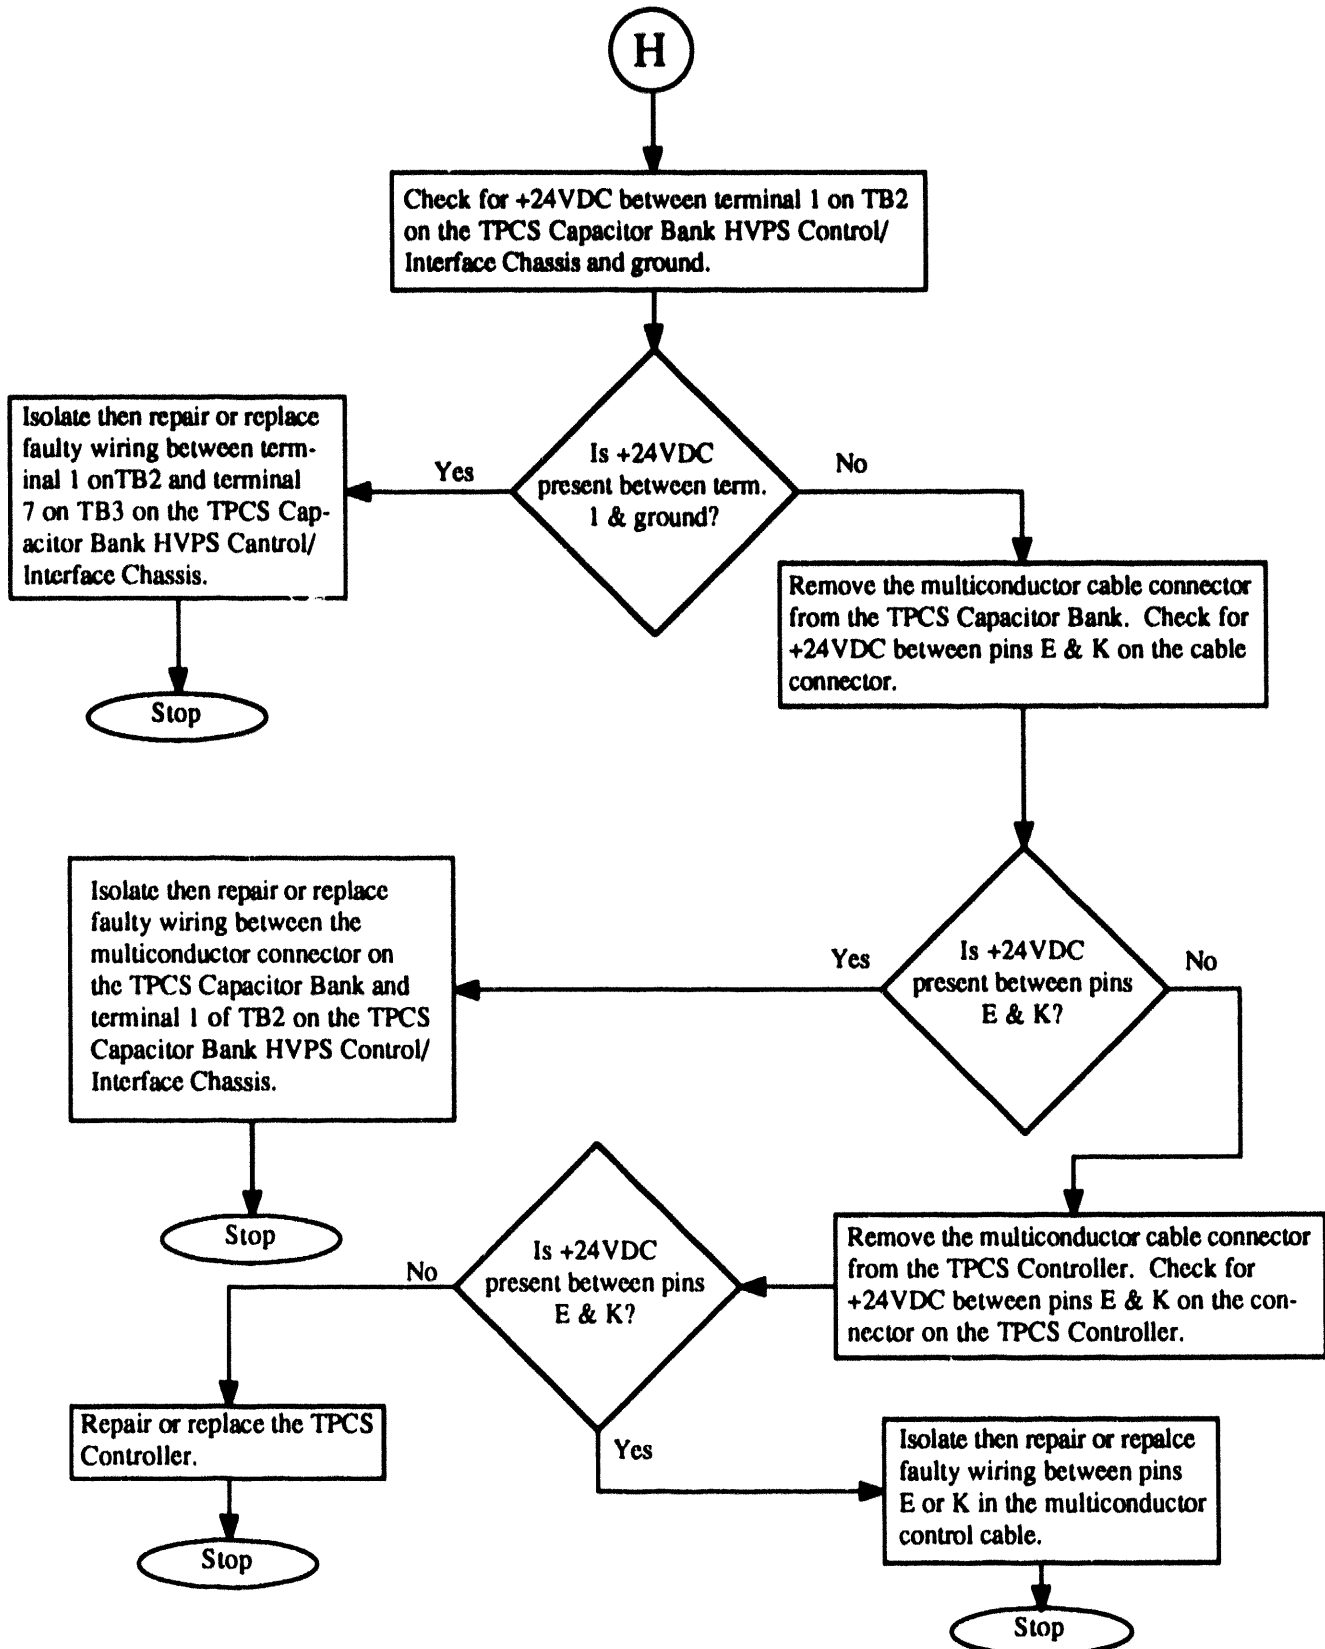 H
Check for +24VDC between terminal 1 on TB2
on the TPCS Capacitor Bank HVPS Control/
Interface Chassis and ground.
Is +24VDC
present between term.
1 & ground?
Yes
No
Isolate then repair or replace
faulty wiring between term-
inal 1 onTB2 and terminal
7 on TB3 on the TPCS Cap-
acitor Bank HVPS Cantrol/
Interface Chassis.
Stop
Remove the multiconductor cable connector
from the TPCS Capacitor Bank. Check for
+24VDC between pins E & K on the cable
connector.
Is +24VDC
present between pins
E & K?
Yes
No
Isolate then repair or replace
faulty wiring between the
multiconductor connector on
the TPCS Capacitor Bank and
terminal 1 of TB2 on the TPCS
Capacitor Bank HVPS Control/
Interface Chassis.
Stop
Remove the multiconductor cable connector
from the TPCS Controller. Check for
+24VDC between pins E & K on the con-
nector on the TPCS Controller.
Is +24VDC
present between pins
E & K?
No
Yes
Repair or replace the TPCS
Controller.
Stop
Isolate then repair or repalce
faulty wiring between pins
E or K in the multiconductor
control cable.
Stop